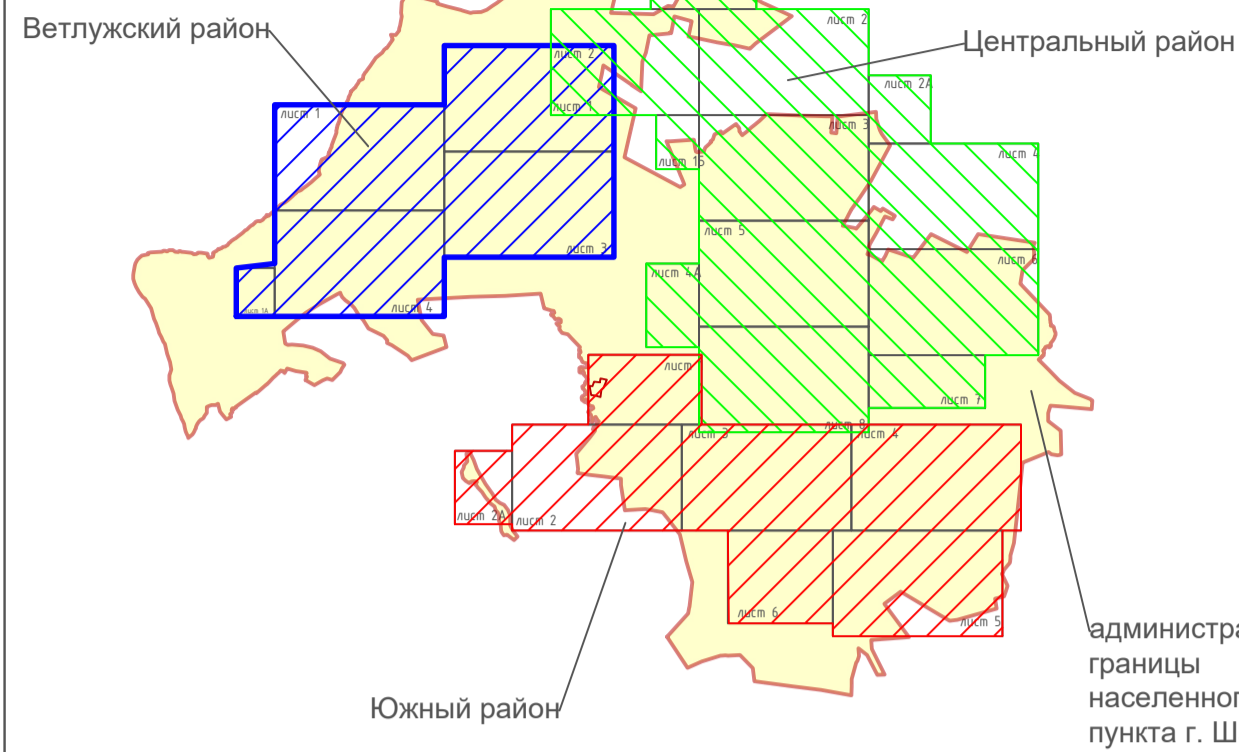 Ветлужский район
лист 2
Центральный район
лист 2
лист 1
лист 2А
лист 1
лист 3
лист 4
лист 1Б
лист 5
лист 3
лист 6
лист 4А
лист 1А
лист 4
лист
лист 7
лист 8
лист 3
лист 4
лист 2А
лист 2
лист 6
лист 5
администра
границы
населенног
пункта г. Ш
Южный район